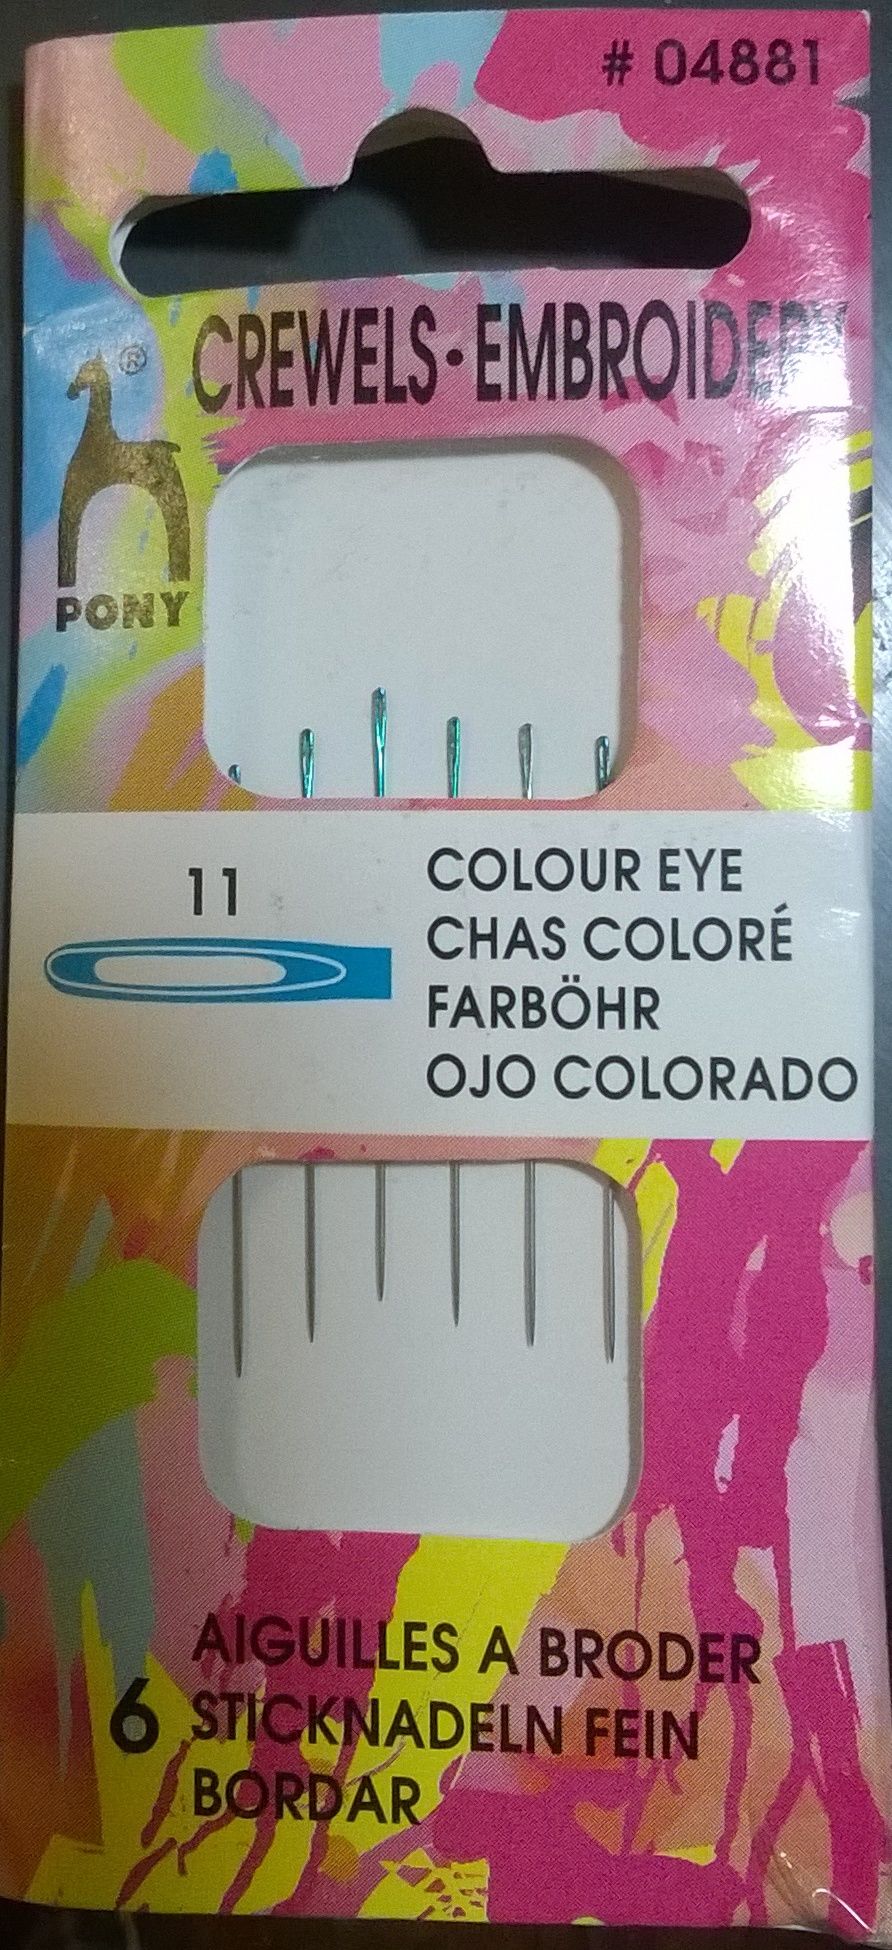 # 04881
CREWELS · EMBROIDERY
®
PONY
11
COLOUR EYE
CHAS COLORÉ
FARBÖHR
OJO COLORADO
6
AIGUILLES A BRODER
STICKNADELN FEIN
BORDAR